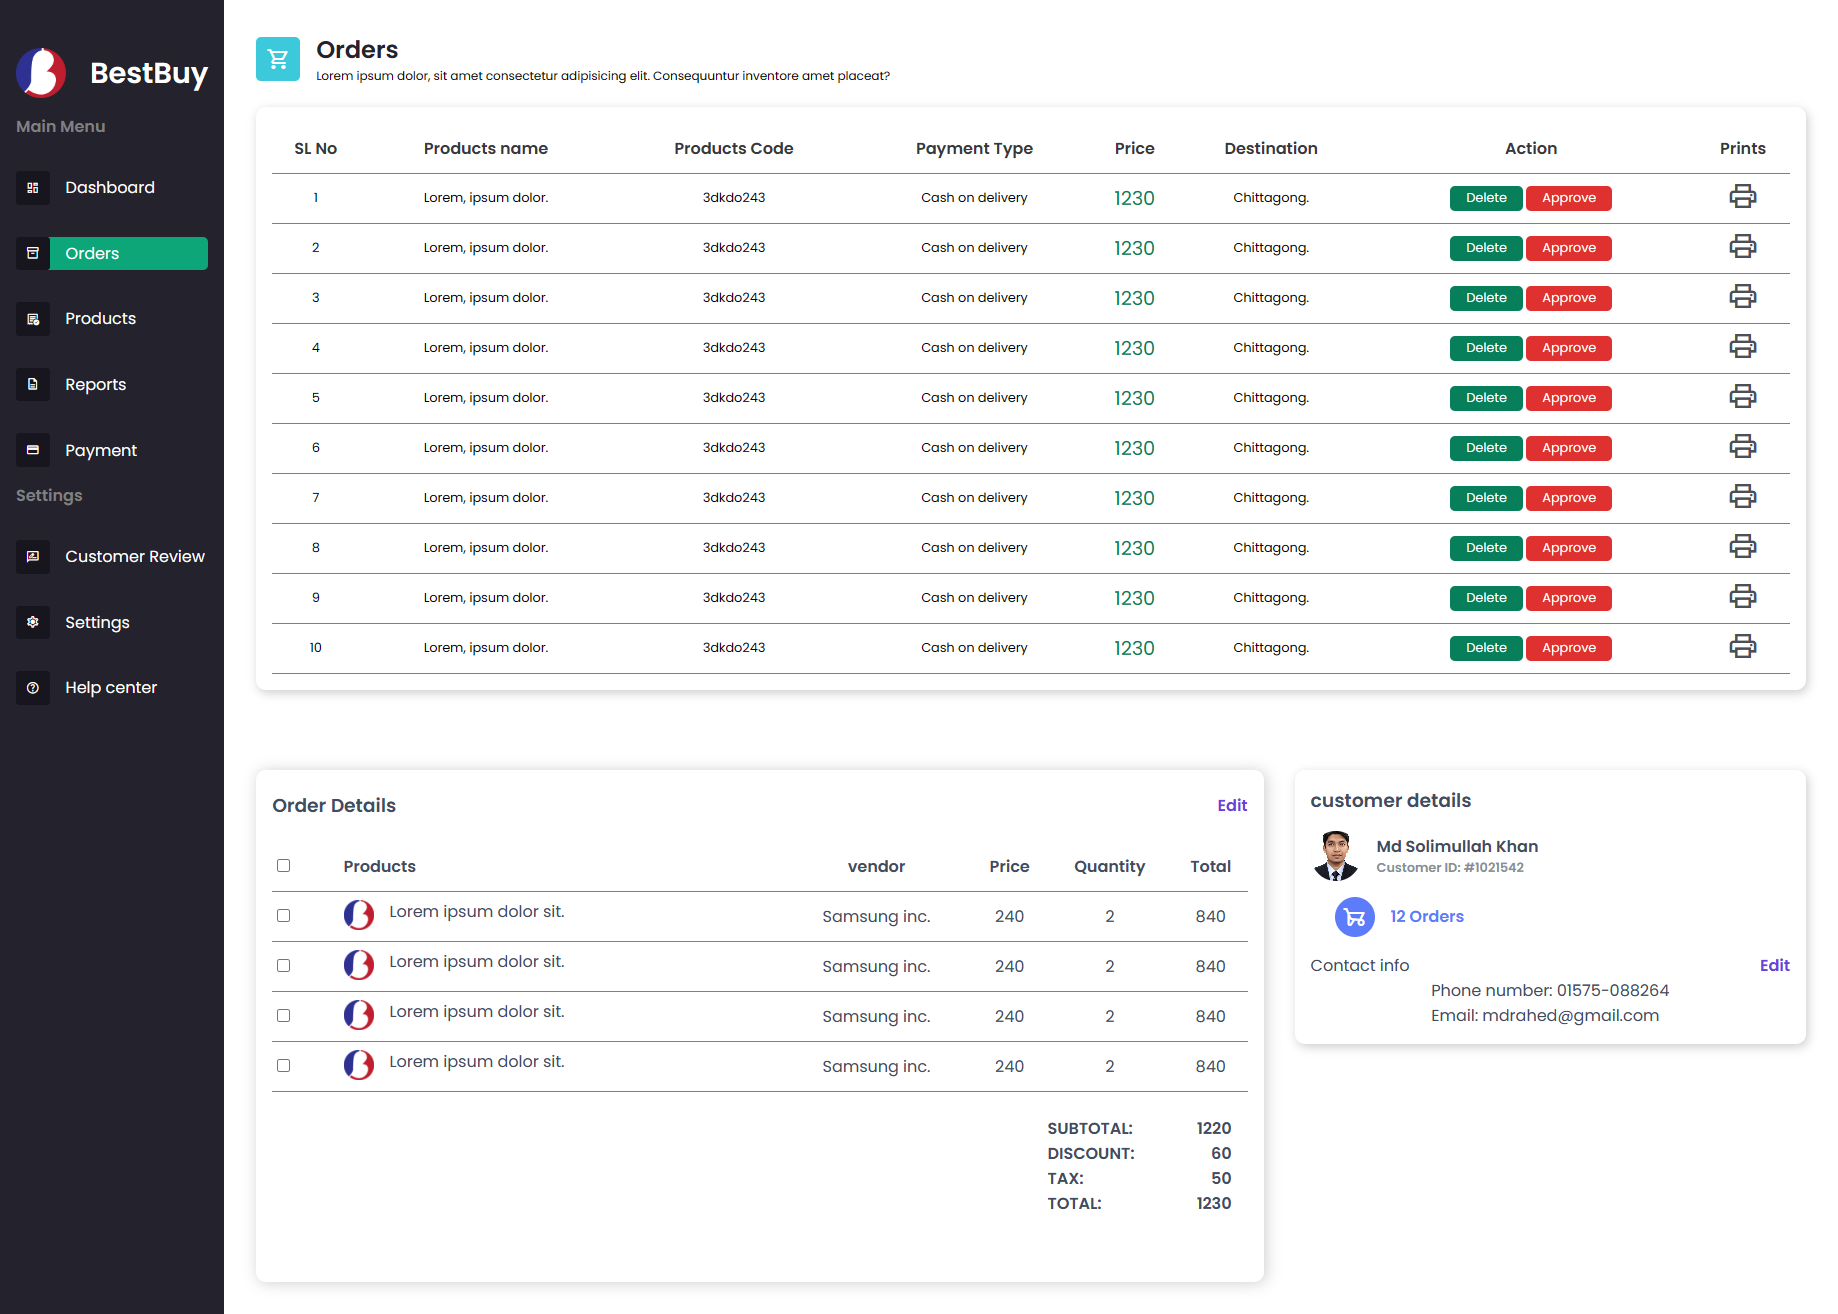 BestBuy
Main Menu
Dashboard
Orders
Products
Reports
Payment
Settings
Customer Review
Settings
Help center
Orders
Lorem ipsum dolor, sit amet consectetur adipisicing elit. Consequuntur inventore amet placeat?
SL No Products name Products Code Payment Type Price Destination Action Prints
1 Lorem, ipsum dolor. 3dkdo243 Cash on delivery 1230 Chittagong. Delete Approve
2 Lorem, ipsum dolor. 3dkdo243 Cash on delivery 1230 Chittagong. Delete Approve
3 Lorem, ipsum dolor. 3dkdo243 Cash on delivery 1230 Chittagong. Delete Approve
4 Lorem, ipsum dolor. 3dkdo243 Cash on delivery 1230 Chittagong. Delete Approve
5 Lorem, ipsum dolor. 3dkdo243 Cash on delivery 1230 Chittagong. Delete Approve
6 Lorem, ipsum dolor. 3dkdo243 Cash on delivery 1230 Chittagong. Delete Approve
7 Lorem, ipsum dolor. 3dkdo243 Cash on delivery 1230 Chittagong. Delete Approve
8 Lorem, ipsum dolor. 3dkdo243 Cash on delivery 1230 Chittagong. Delete Approve
9 Lorem, ipsum dolor. 3dkdo243 Cash on delivery 1230 Chittagong. Delete Approve
10 Lorem, ipsum dolor. 3dkdo243 Cash on delivery 1230 Chittagong. Delete Approve
Order Details Edit
Products vendor Price Quantity Total
Lorem ipsum dolor sit. Samsung inc. 240 2 840
Lorem ipsum dolor sit. Samsung inc. 240 2 840
Lorem ipsum dolor sit. Samsung inc. 240 2 840
Lorem ipsum dolor sit. Samsung inc. 240 2 840
SUBTOTAL: 1220
DISCOUNT: 60
TAX: 50
TOTAL: 1230
customer details
Md Solimullah Khan
Customer ID: #1021542
12 Orders
Contact info Edit
Phone number: 01575-088264
Email: mdrahed@gmail.com